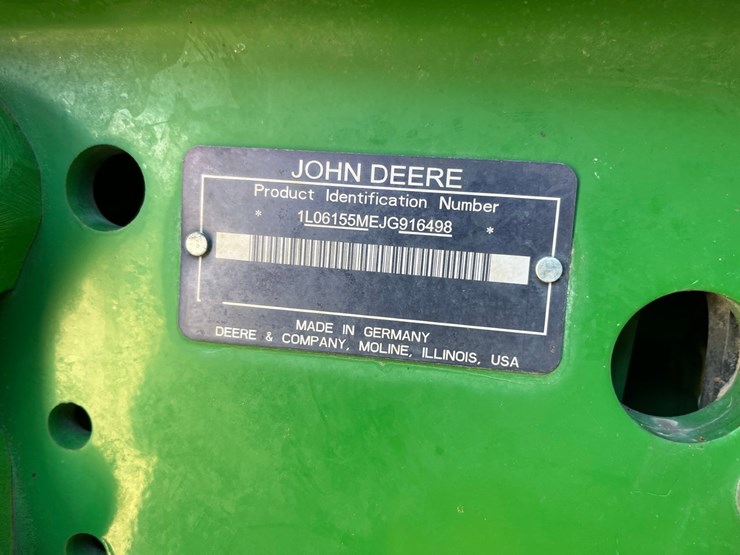 JOHN DEERE
Product Identification Number
* 1L06155MEJG916498 *
MADE IN GERMANY
DEERE & COMPANY, MOLINE, ILLINOIS, USA